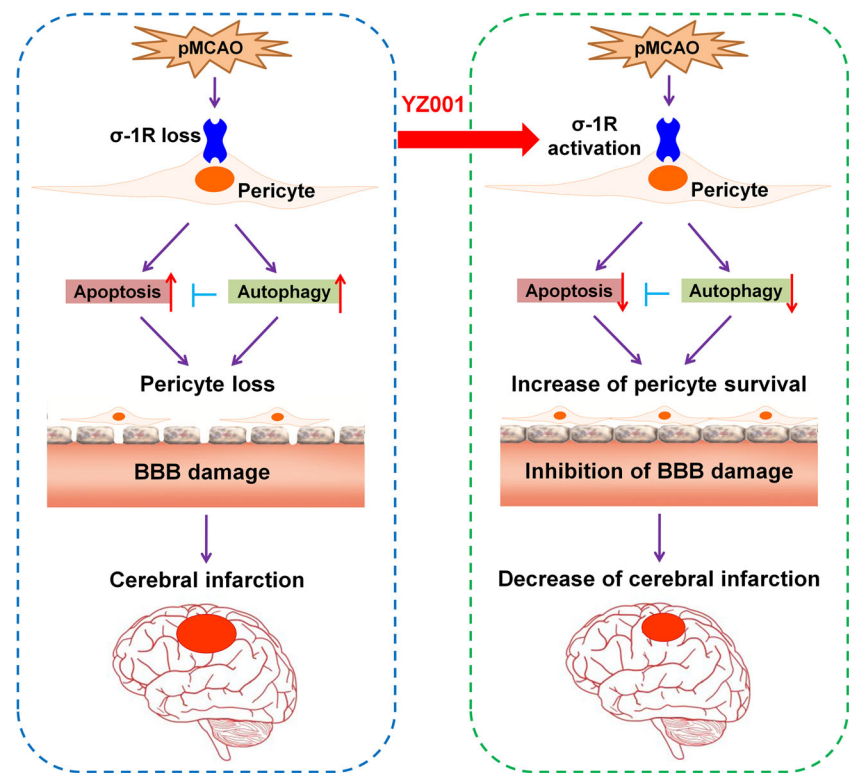 pMCAO
σ-1R loss
Pericyte
Apoptosis
Autophagy
Pericyte loss
BBB damage
Cerebral infarction
YZ001
pMCAO
σ-1R
activation
Pericyte
Apoptosis
Autophagy
Increase of pericyte survival
Inhibition of BBB damage
Decrease of cerebral infarction